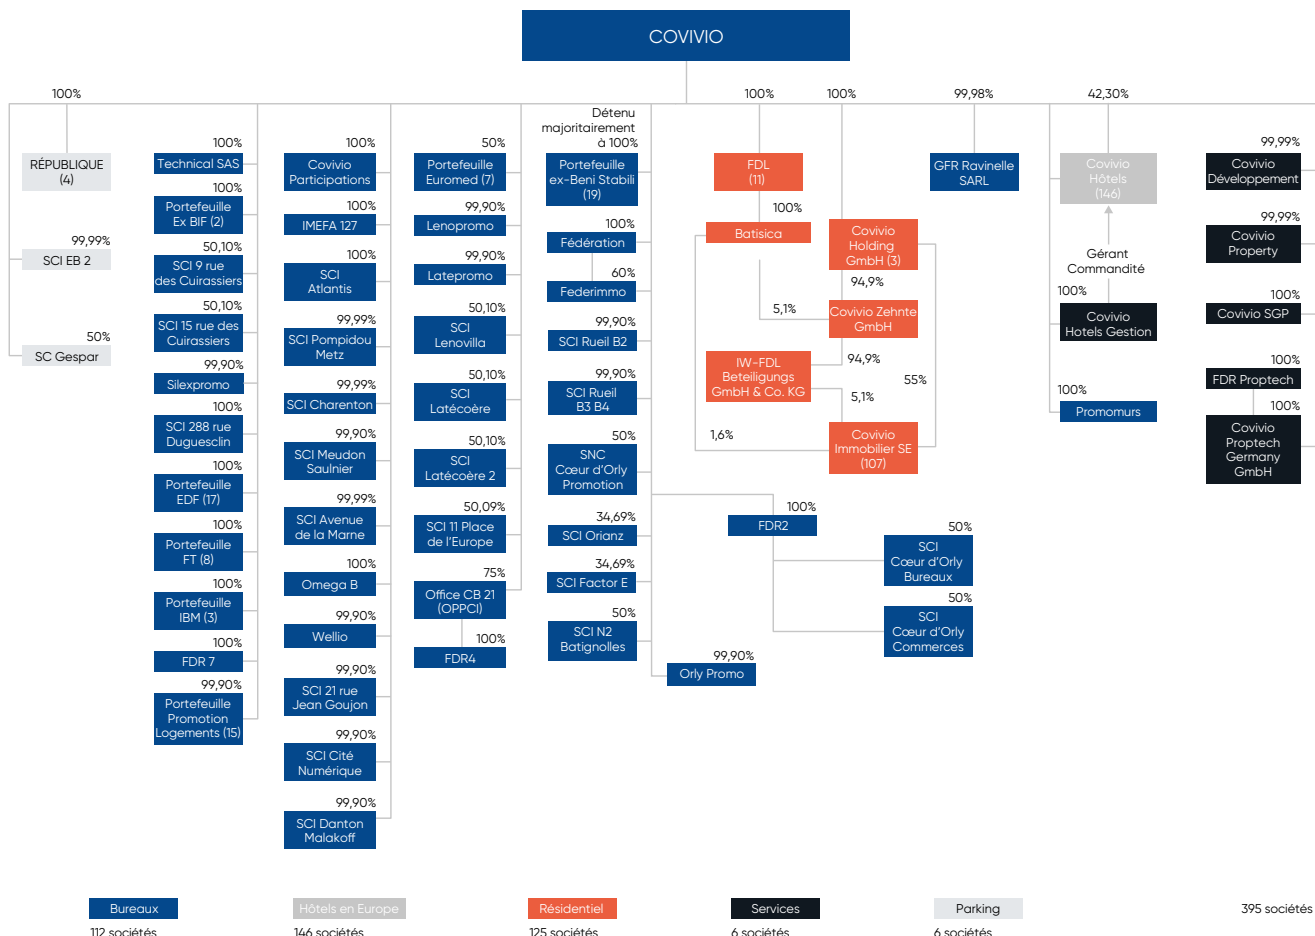 COVIVIO
100%
RÉPUBLIQUE
(4)
99,99%
SCI EB 2
50%
SC Gespar
100%
Technical SAS
100%
Portefeuille
Ex BIF (2)
50,10%
SCI 9 rue
des Cuirassiers
50,10%
SCI 15 rue des
Cuirassiers
99,90%
Silexpromo
100%
SCI 288 rue
Duguesclin
100%
Portefeuille
EDF (17)
100%
Portefeuille
FT (8)
100%
Portefeuille
IBM (3)
100%
FDR 7
99,90%
Portefeuille
Promotion
Logements (15)
100%
Covivio
Participations
100%
IMEFA 127
100%
SCI
Atlantis
99,99%
SCI Pompidou
Metz
99,99%
SCI Charenton
99,90%
SCI Meudon
Saulnier
99,99%
SCI Avenue
de la Marne
100%
Omega B
99,90%
Wellio
99,90%
SCI 21 rue
Jean Goujon
99,90%
SCI Cité
Numérique
99,90%
SCI Danton
Malakoff
50%
Portefeuille
Euromed (7)
99,90%
Lenopromo
99,90%
Latepromo
50,10%
SCI
Lenovilla
50,10%
SCI
Latécoère
50,10%
SCI
Latécoère 2
50,09%
SCI 11 Place
de l'Europe
75%
Office CB 21
(OPPCI)
100%
FDR4
Détenu
majoritairement
à 100%
Portefeuille
ex-Beni Stabili
(19)
100%
Fédération
60%
Federimmo
99,90%
SCI Rueil B2
99,90%
SCI Rueil
B3 B4
50%
SNC
Cœur d'Orly
Promotion
34,69%
SCI Orianz
34,69%
SCI Factor E
50%
SCI N2
Batignolles
99,90%
Orly Promo
100%
FDR2
50%
SCI
Cœur d'Orly
Bureaux
50%
SCI
Cœur d'Orly
Commerces
100%
FDL
(11)
100%
Batisica
100%
Covivio
Holding
GmbH (3)
94,9%
5,1%
Covivio Zehnte
GmbH
94,9%
IW-FDL
Beteiligungs
GmbH & Co. KG
55%
5,1%
1,6%
Covivio
Immobilier SE
(107)
99,98%
GFR Ravinelle
SARL
42,30%
Covivio
Hôtels
(146)
Gérant
Commandité
100%
Covivio
Hotels Gestion
100%
Promomurs
99,99%
Covivio
Développement
99,99%
Covivio
Property
100%
Covivio SGP
100%
FDR Proptech
100%
Covivio
Proptech
Germany
GmbH
Bureaux
112 sociétés
Hôtels en Europe
146 sociétés
Résidentiel
125 sociétés
Services
6 sociétés
Parking
6 sociétés
395 sociétés